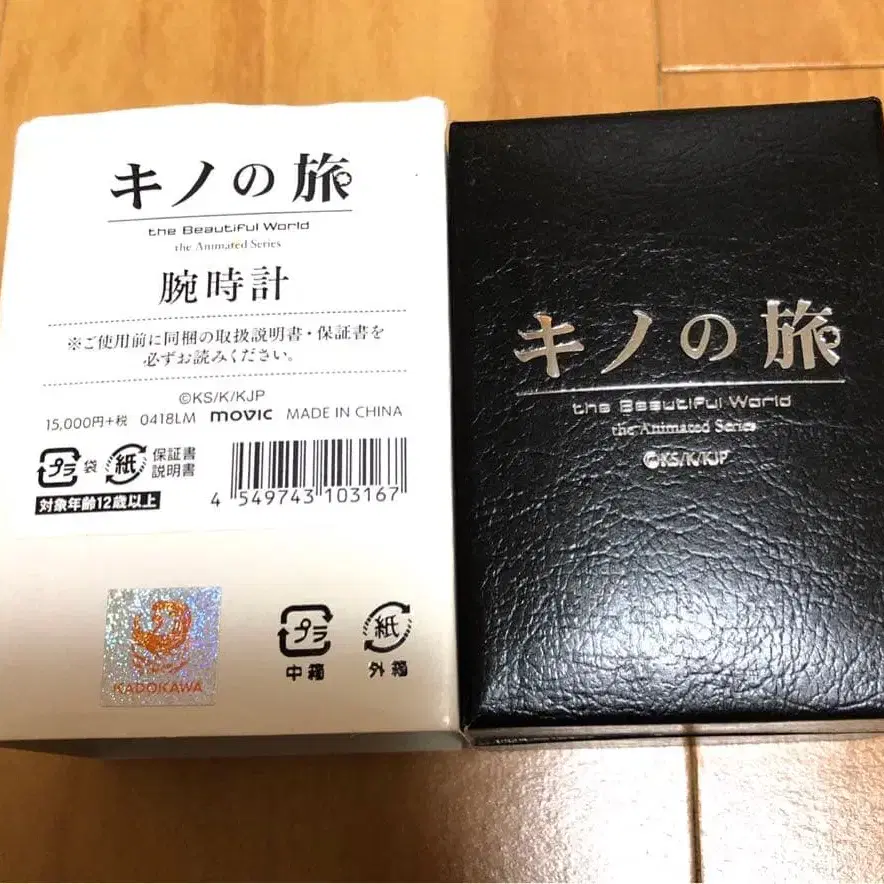 キノの旅
the Beautiful World
the Animated Series
腕時計
※ご使用前に同梱の取扱説明書・保証書を
必ずお読みください。
©KS/K/KJP
15,000円+税 0418LM movic MADE IN CHINA
プラ 袋 紙 保証書
説明書
対象年齢12歳以上
4 549743 103167
KADOKAWA
プラ 紙
中箱 外箱
キノの旅
the Beautiful World
the Animated Series
©KS/K/KJP